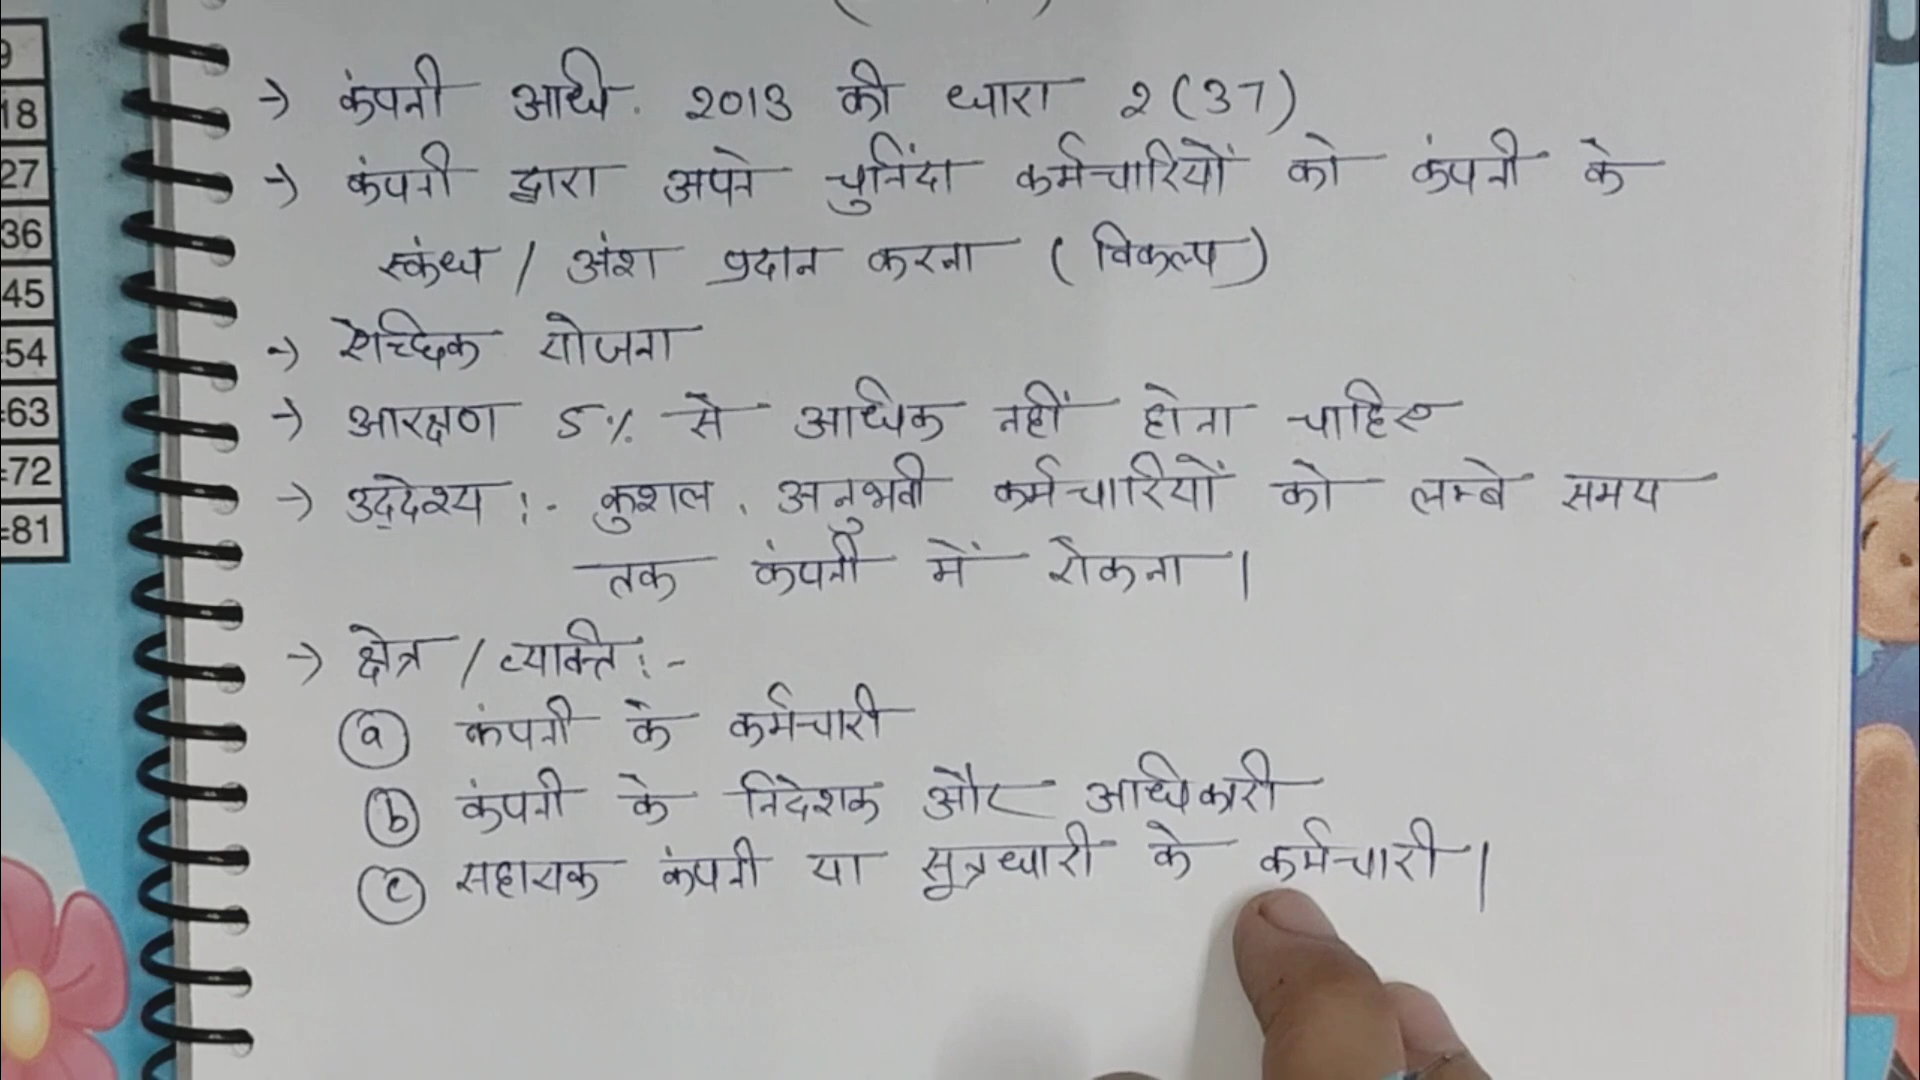 → कंपनी अधि. 2013 की धारा 2(37)
→ कंपनी द्वारा अपने चुनिंदा कर्मचारियों को कंपनी के
स्कंध / अंश प्रदान करना (विकल्प)
→ ऐच्छिक योजना
→ आरक्षण 5% से अधिक नहीं होना चाहिए
→ उद्देश्य :- कुशल, अनुभवी कर्मचारियों को लम्बे समय
तक कंपनी में रोकना।
→ क्षेत्र / व्यक्ति :-
(a) कंपनी के कर्मचारी
(b) कंपनी के निदेशक और अधिकारी
(c) सहायक कंपनी या सूत्रधारी के कर्मचारी।
9
18
27
36
45
=54
=63
=72
=81